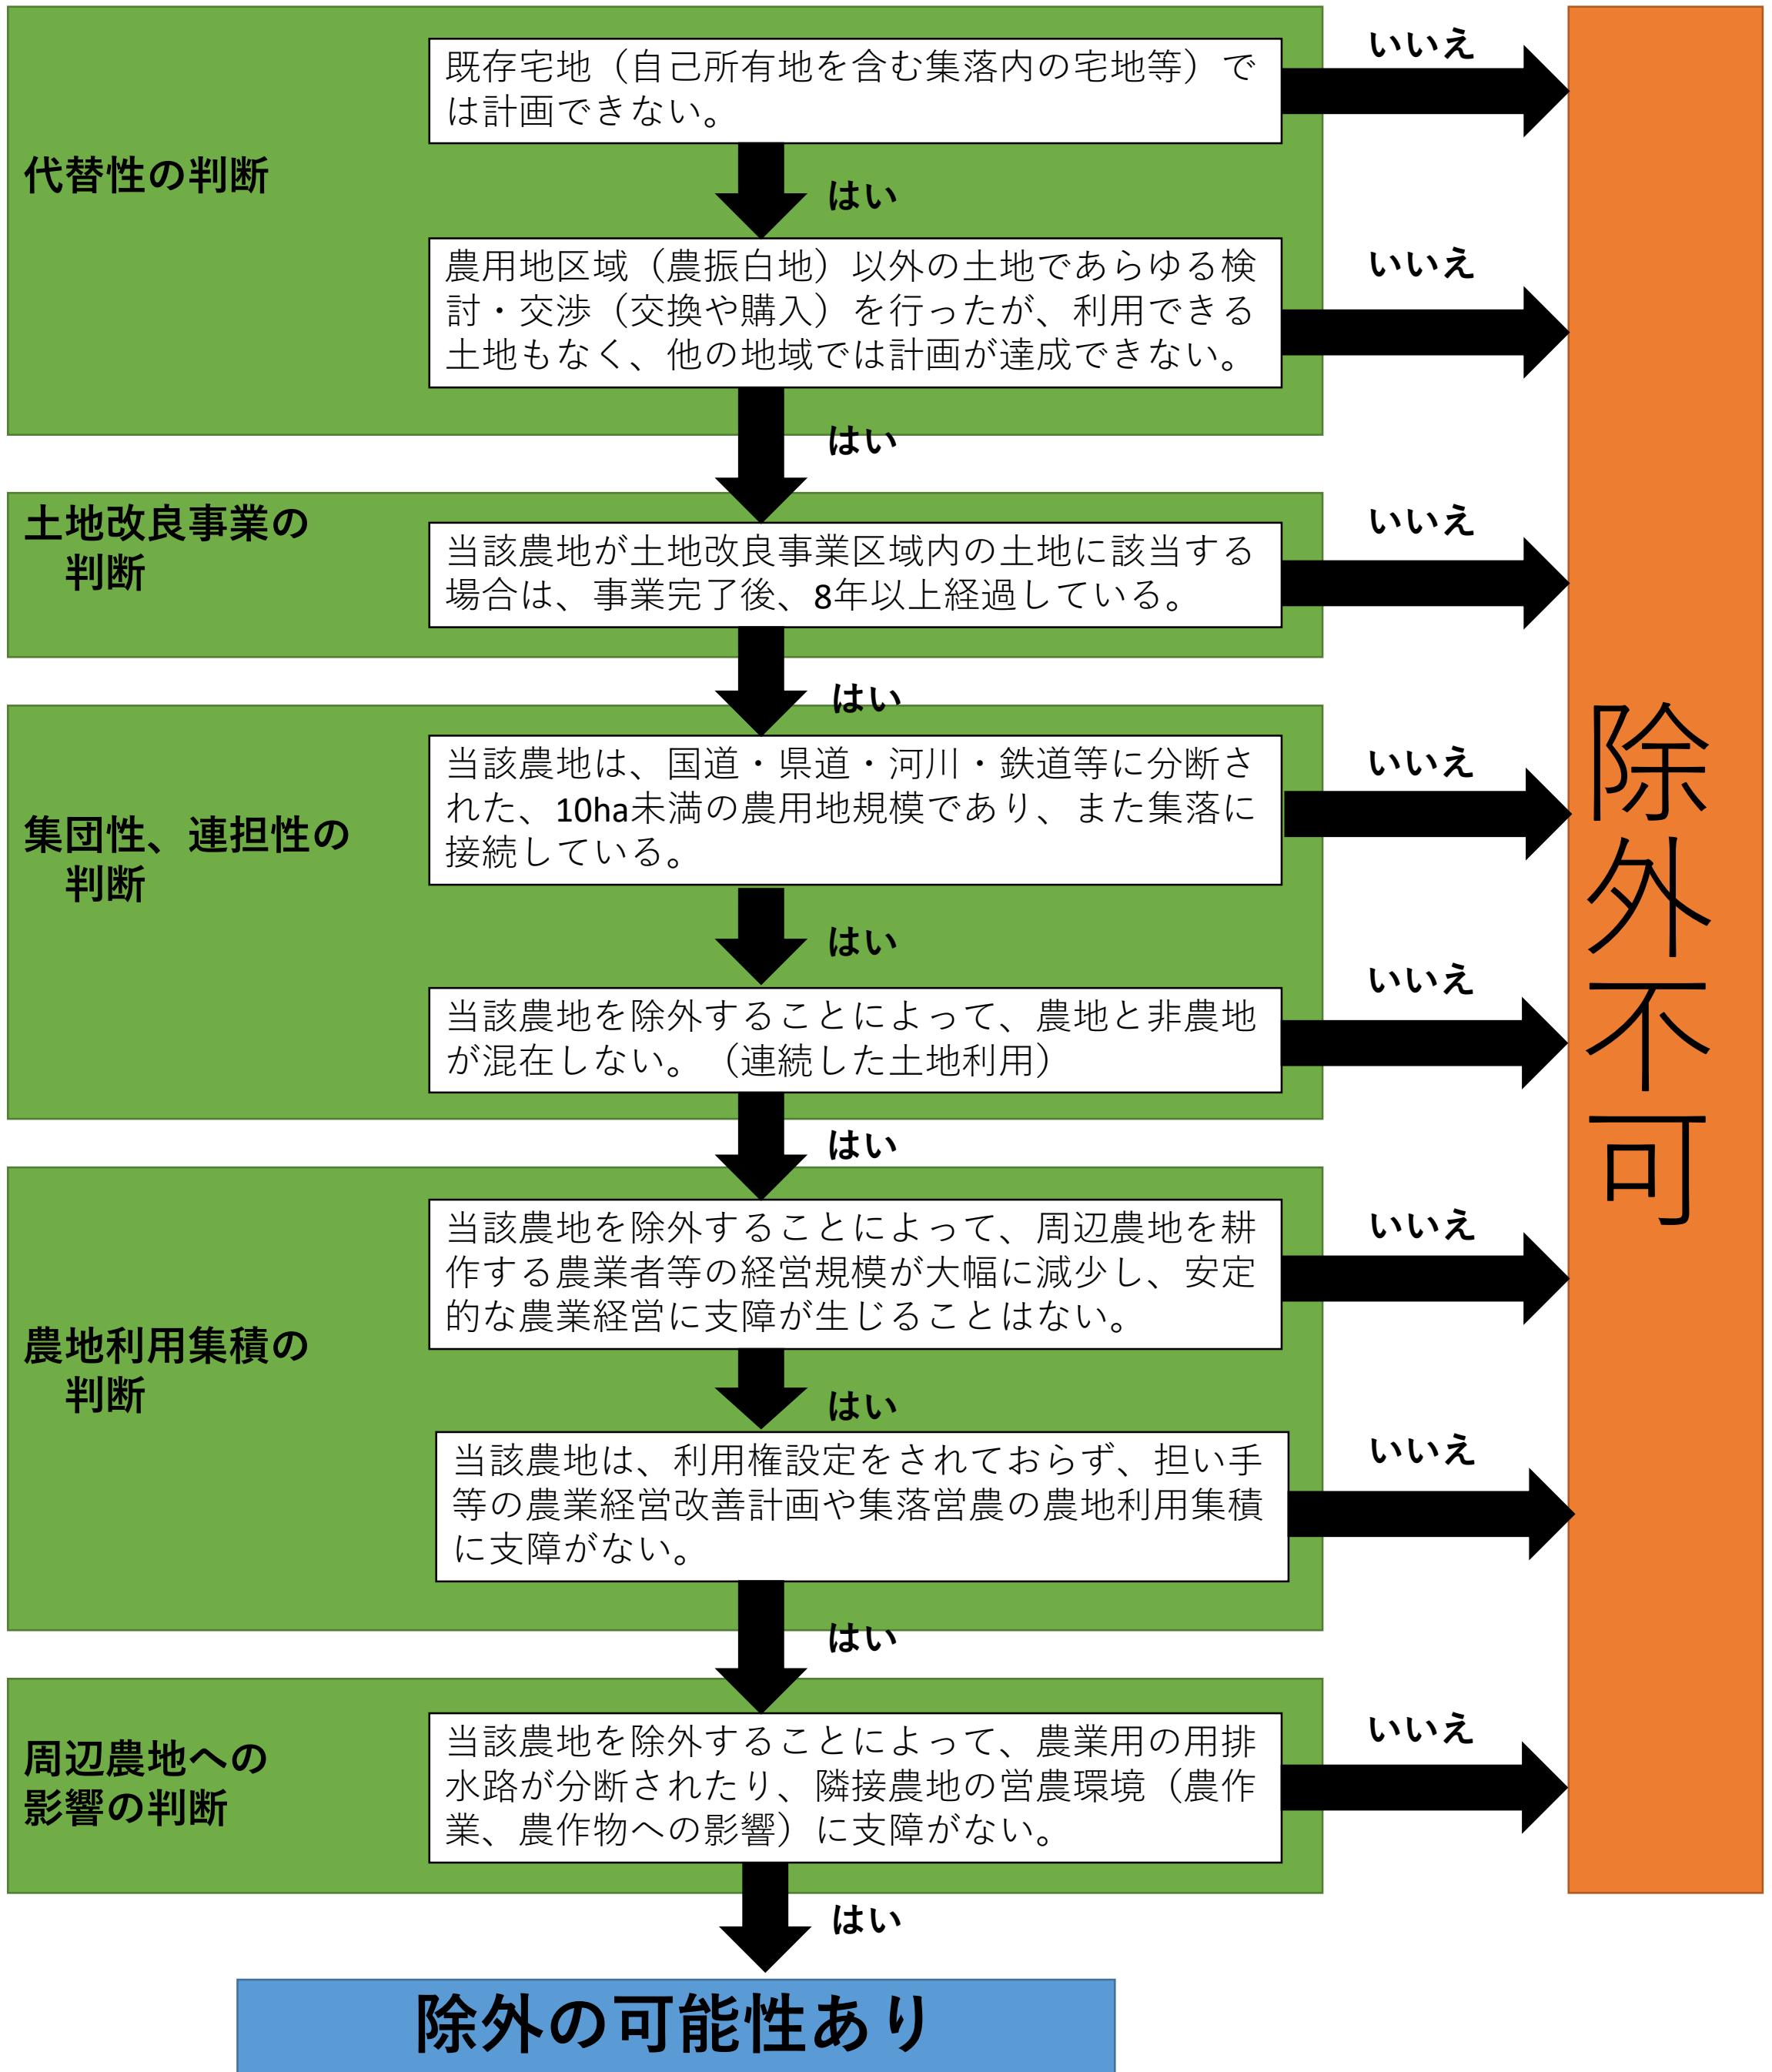 代替性の判断
既存宅地（自己所有地を含む集落内の宅地等）で
は計画できない。
いいえ
はい
農用地区域（農振白地）以外の土地であらゆる検
討・交渉（交換や購入）を行ったが、利用できる
土地もなく、他の地域では計画が達成できない。
いいえ
はい
土地改良事業の
判断
当該農地が土地改良事業区域内の土地に該当する
場合は、事業完了後、8年以上経過している。
いいえ
はい
集団性、連担性の
判断
当該農地は、国道・県道・河川・鉄道等に分断さ
れた、10ha未満の農用地規模であり、また集落に
接続している。
いいえ
はい
当該農地を除外することによって、農地と非農地
が混在しない。（連続した土地利用）
いいえ
はい
農地利用集積の
判断
当該農地を除外することによって、周辺農地を耕
作する農業者等の経営規模が大幅に減少し、安定
的な農業経営に支障が生じることはない。
いいえ
はい
当該農地は、利用権設定をされておらず、担い手
等の農業経営改善計画や集落営農の農地利用集積
に支障がない。
いいえ
はい
周辺農地への
影響の判断
当該農地を除外することによって、農業用の用排
水路が分断されたり、隣接農地の営農環境（農作
業、農作物への影響）に支障がない。
いいえ
はい
除外不可
除外の可能性あり